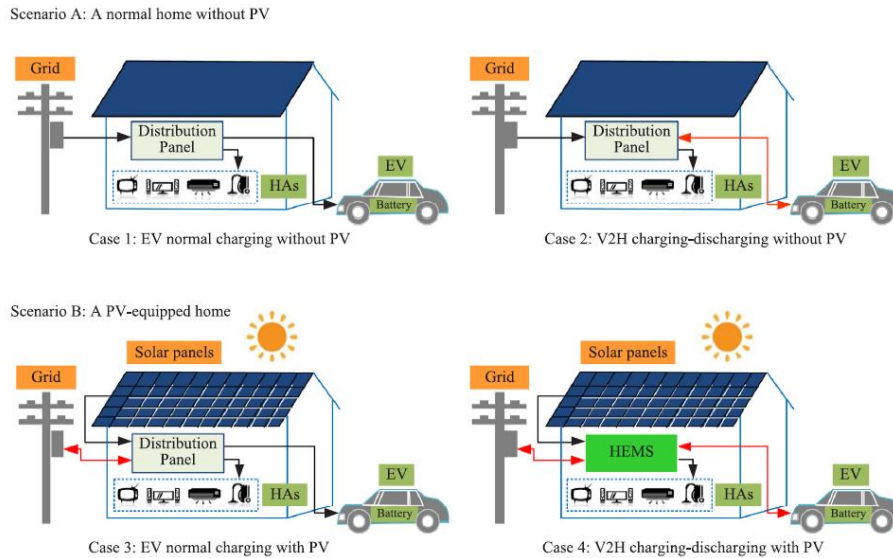 Scenario A: A normal home without PV
Grid
Distribution
Panel
HAs
EV
Battery
Case 1: EV normal charging without PV
Grid
Distribution
Panel
HAs
EV
Battery
Case 2: V2H charging-discharging without PV
Scenario B: A PV-equipped home
Solar panels
Grid
Distribution
Panel
HAs
EV
Battery
Case 3: EV normal charging with PV
Solar panels
Grid
HEMS
HAs
EV
Battery
Case 4: V2H charging-discharging with PV